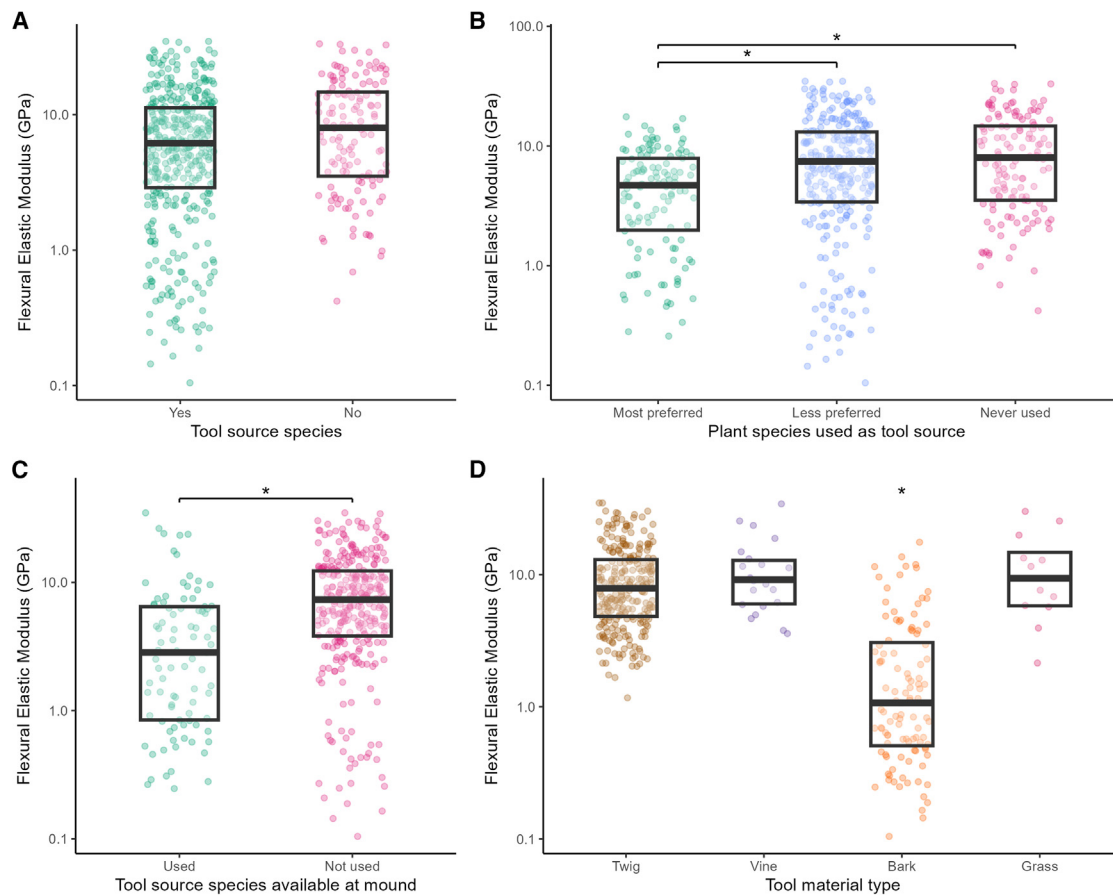 A
Flexural Elastic Modulus (GPa)
10.0
1.0
0.1
Yes
No
Tool source species
B
Flexural Elastic Modulus (GPa)
100.0
10.0
1.0
0.1
*
*
Most preferred
Less preferred
Never used
Plant species used as tool source
C
Flexural Elastic Modulus (GPa)
10.0
1.0
0.1
*
Used
Not used
Tool source species available at mound
D
Flexural Elastic Modulus (GPa)
10.0
1.0
0.1
*
Twig
Vine
Bark
Grass
Tool material type